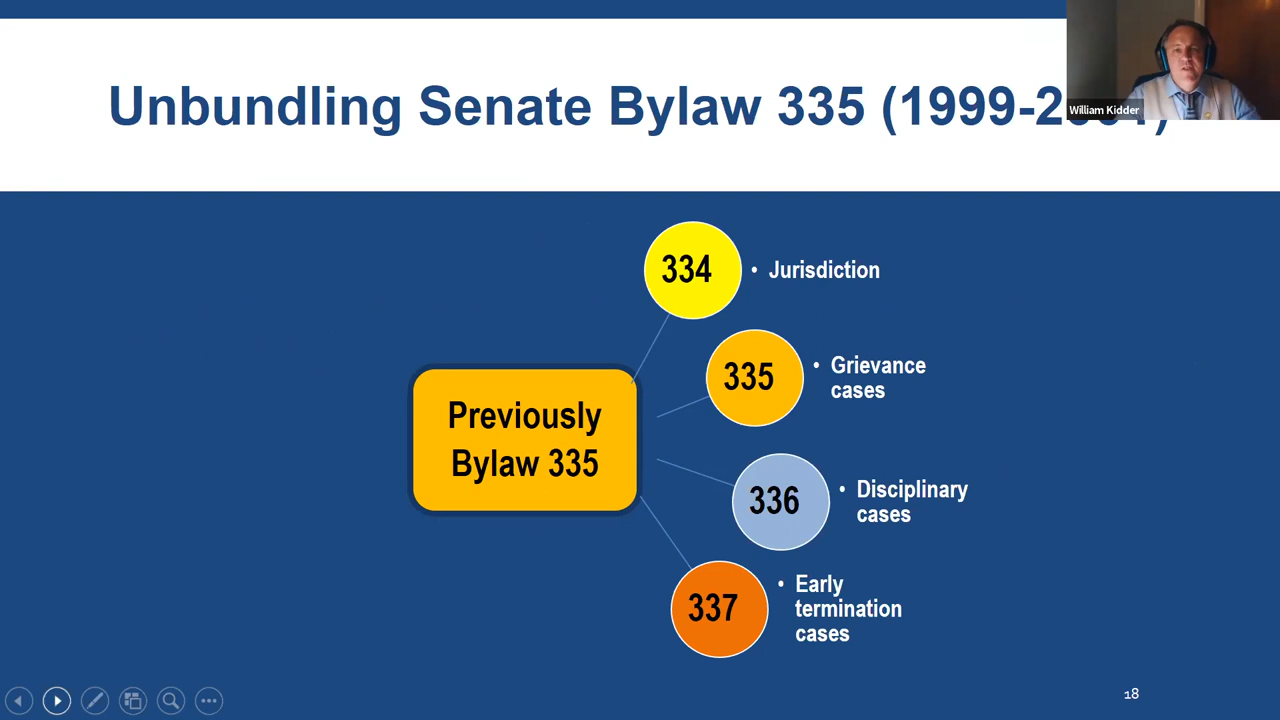 Unbundling Senate Bylaw 335 (1999-2
William Kidder
334
• Jurisdiction
335
• Grievance
cases
Previously
Bylaw 335
336
• Disciplinary
cases
337
• Early
termination
cases
18